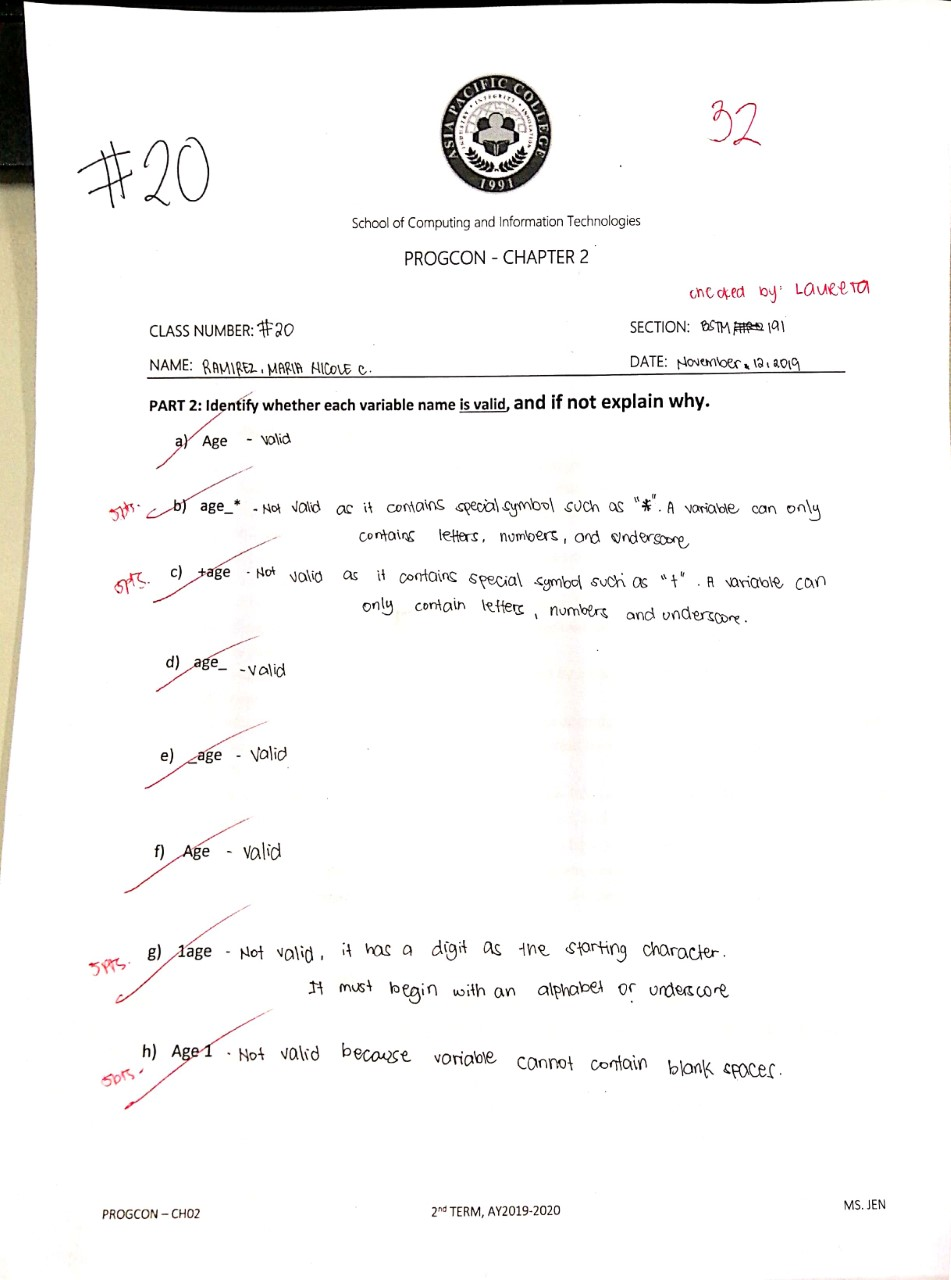 ASIA PACIFIC COLLEGE
1991
32
#20
School of Computing and Information Technologies
PROGCON - CHAPTER 2
checked by: Laureta
CLASS NUMBER: #20
SECTION: BSTM 191
NAME: RAMIREZ, MARIA NICOLE C.
DATE: November, 12, 2019
PART 2: Identify whether each variable name is valid, and if not explain why.
a) Age - Valid
5pts. b) age_* - Not Valid as it contains special symbol such as "*". A variable can only
contains letters, numbers, and underscore
5pts. c) +age - Not Valid as it contains special symbol such as "+". A variable can
only contain letters, numbers and underscore.
d) age_ - Valid
e) _age - Valid
f) Age - Valid
5pts. g) 1age - Not valid, it has a digit as the starting character.
It must begin with an alphabet or underscore
5pts. h) Age 1 - Not valid because variable cannot contain blank spaces.
PROGCON – CH02
2nd TERM, AY2019-2020
MS. JEN